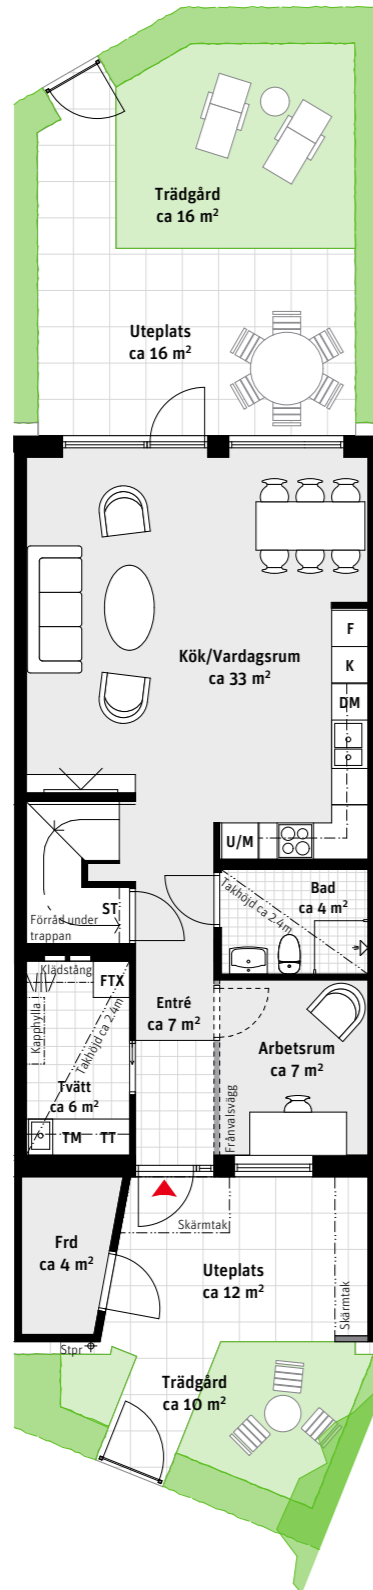 Trädgård
ca 16 m²
Uteplats
ca 16 m²
Kök/Vardagsrum
ca 33 m²
F
K
DM
U/M
Bad
ca 4 m²
Takhöjd ca 2.4m
ST
Förråd under
trappan
Klädstång
FTX
Kapphylla
Takhöjd ca 2.4m
Entré
ca 7 m²
Arbetsrum
ca 7 m²
Tvätt
ca 6 m²
Frånvalsvägg
TM
TT
Skärmtak
Frd
ca 4 m²
Uteplats
ca 12 m²
Skärmtak
Stpr
Trädgård
ca 10 m²